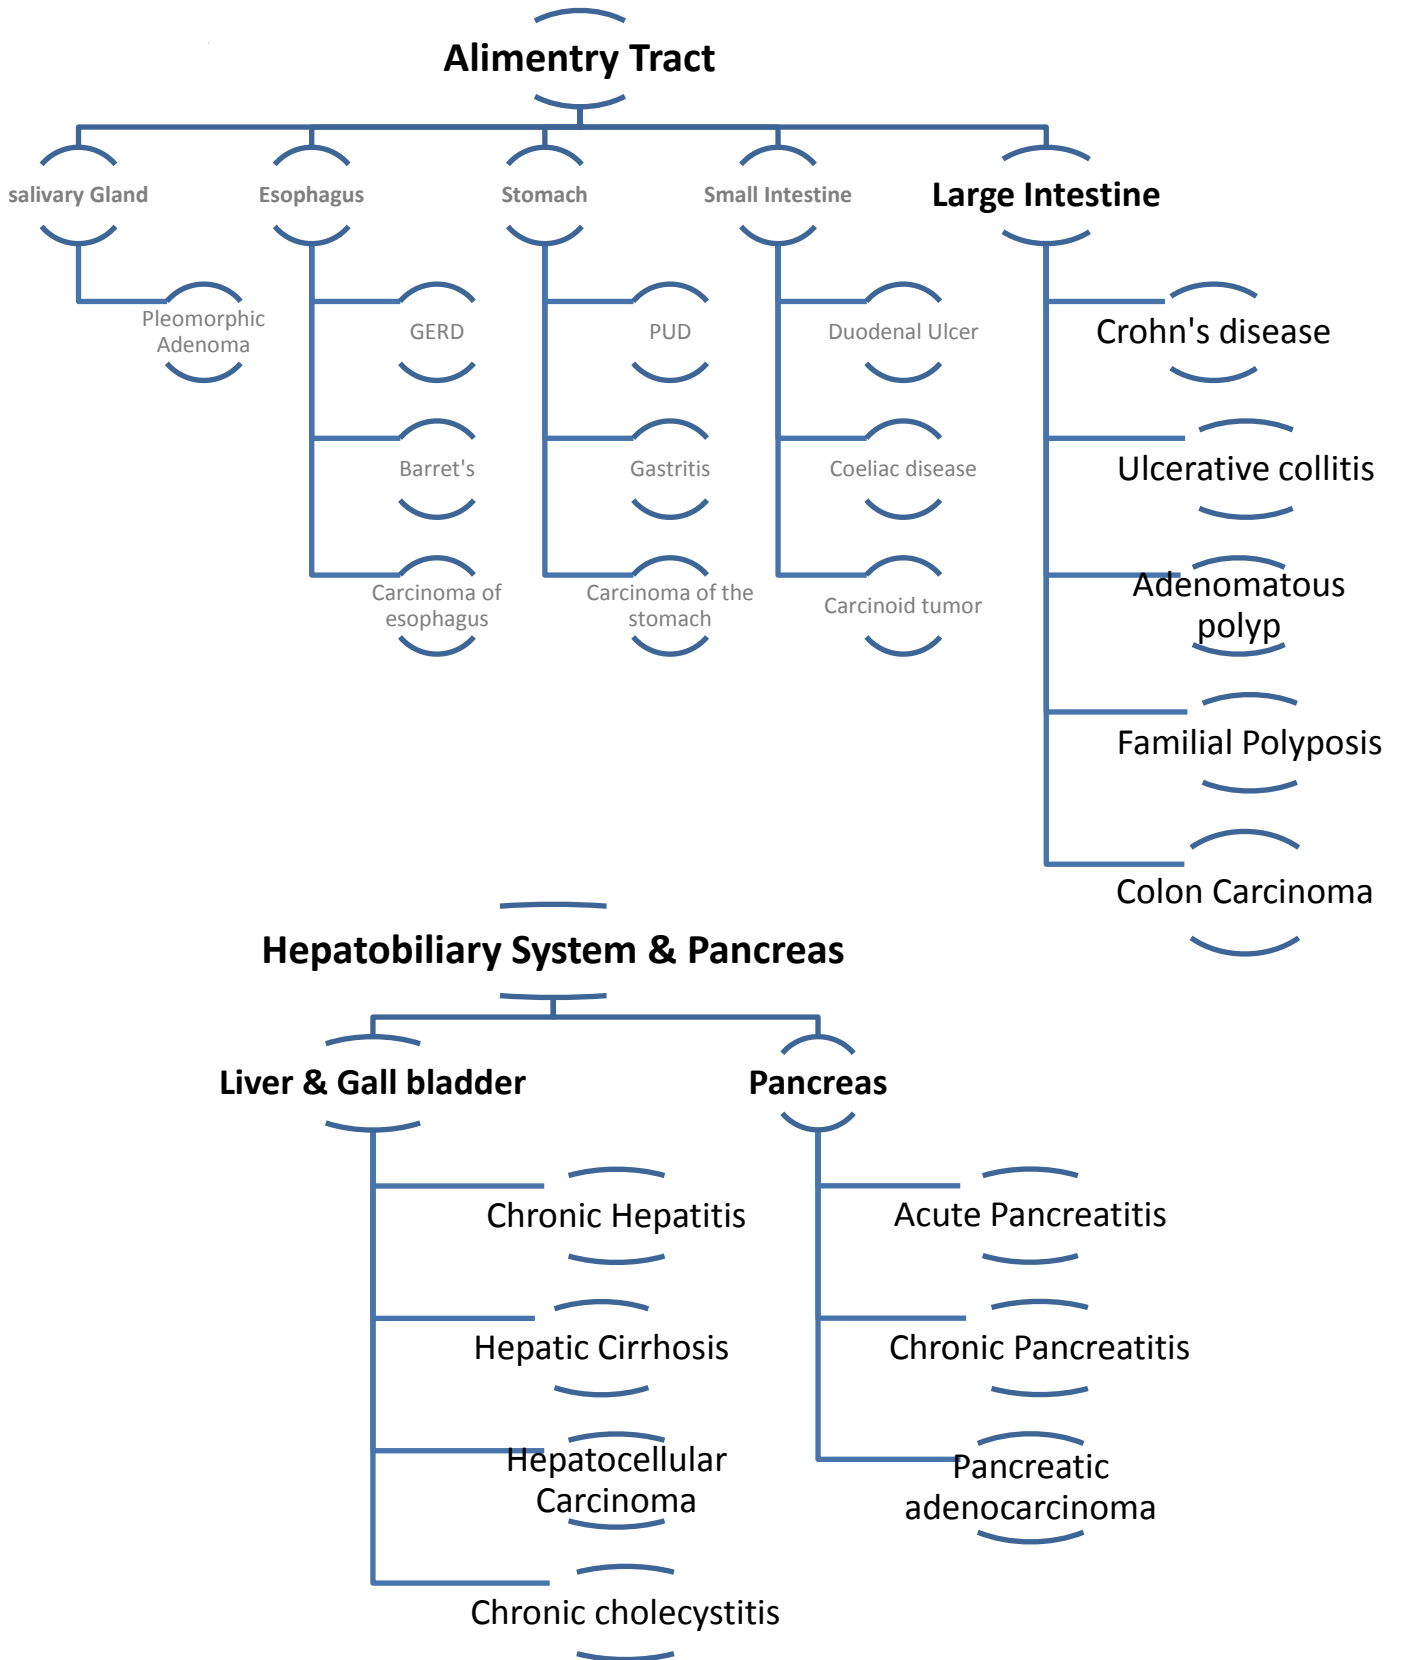 Alimentry Tract
salivary Gland
Esophagus
Stomach
Small Intestine
Large Intestine
Pleomorphic
Adenoma
GERD
PUD
Duodenal Ulcer
Crohn's disease
Barret's
Gastritis
Coeliac disease
Ulcerative collitis
Carcinoma of
esophagus
Carcinoma of the
stomach
Carcinoid tumor
Adenomatous
polyp
Familial Polyposis
Colon Carcinoma
Hepatobiliary System & Pancreas
Liver & Gall bladder
Pancreas
Chronic Hepatitis
Acute Pancreatitis
Hepatic Cirrhosis
Chronic Pancreatitis
Hepatocellular
Carcinoma
Pancreatic
adenocarcinoma
Chronic cholecystitis